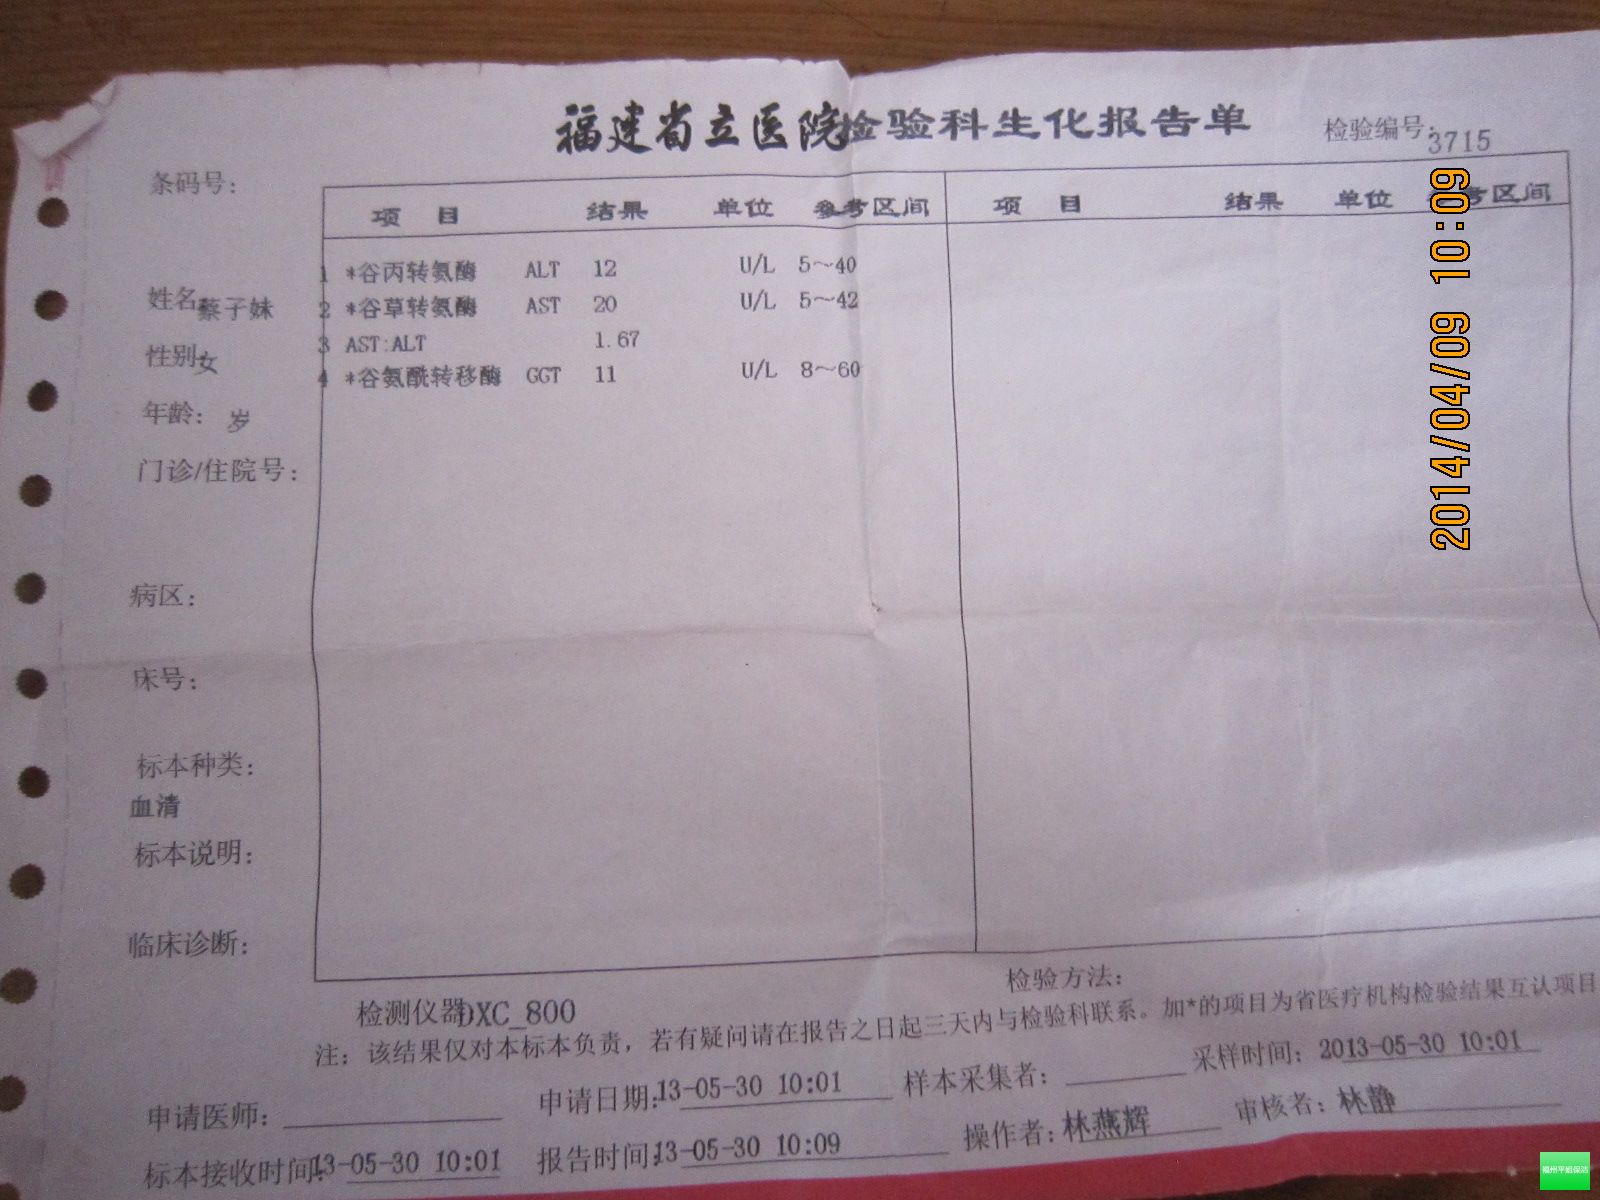 福建省立医院检验科生化报告单
检验编号:3715
条码号:
项 目 结果 单位 参考区间 项 目 结果 单位 参考区间
1 *谷丙转氨酶 ALT 12 U/L 5~40
2 *谷草转氨酶 AST 20 U/L 5~42
3 AST:ALT 1.67
4 *谷氨酰转移酶 GGT 11 U/L 8~60
姓名 蔡子妹
性别 女
年龄: 岁
门诊/住院号:
病区:
床号:
标本种类:
血清
标本说明:
临床诊断:
检测仪器 DXC_800
检验方法:
注: 该结果仅对本标本负责, 若有疑问请在报告之日起三天内与检验科联系。加*的项目为省医疗机构检验结果互认项目
申请医师: 申请日期:13-05-30 10:01 样本采集者: 采样时间: 2013-05-30 10:01
标本接收时间:13-05-30 10:01 报告时间:13-05-30 10:09 操作者: 林燕辉 审核者: 林静
2014/04/09 10:09
福州平姐保洁